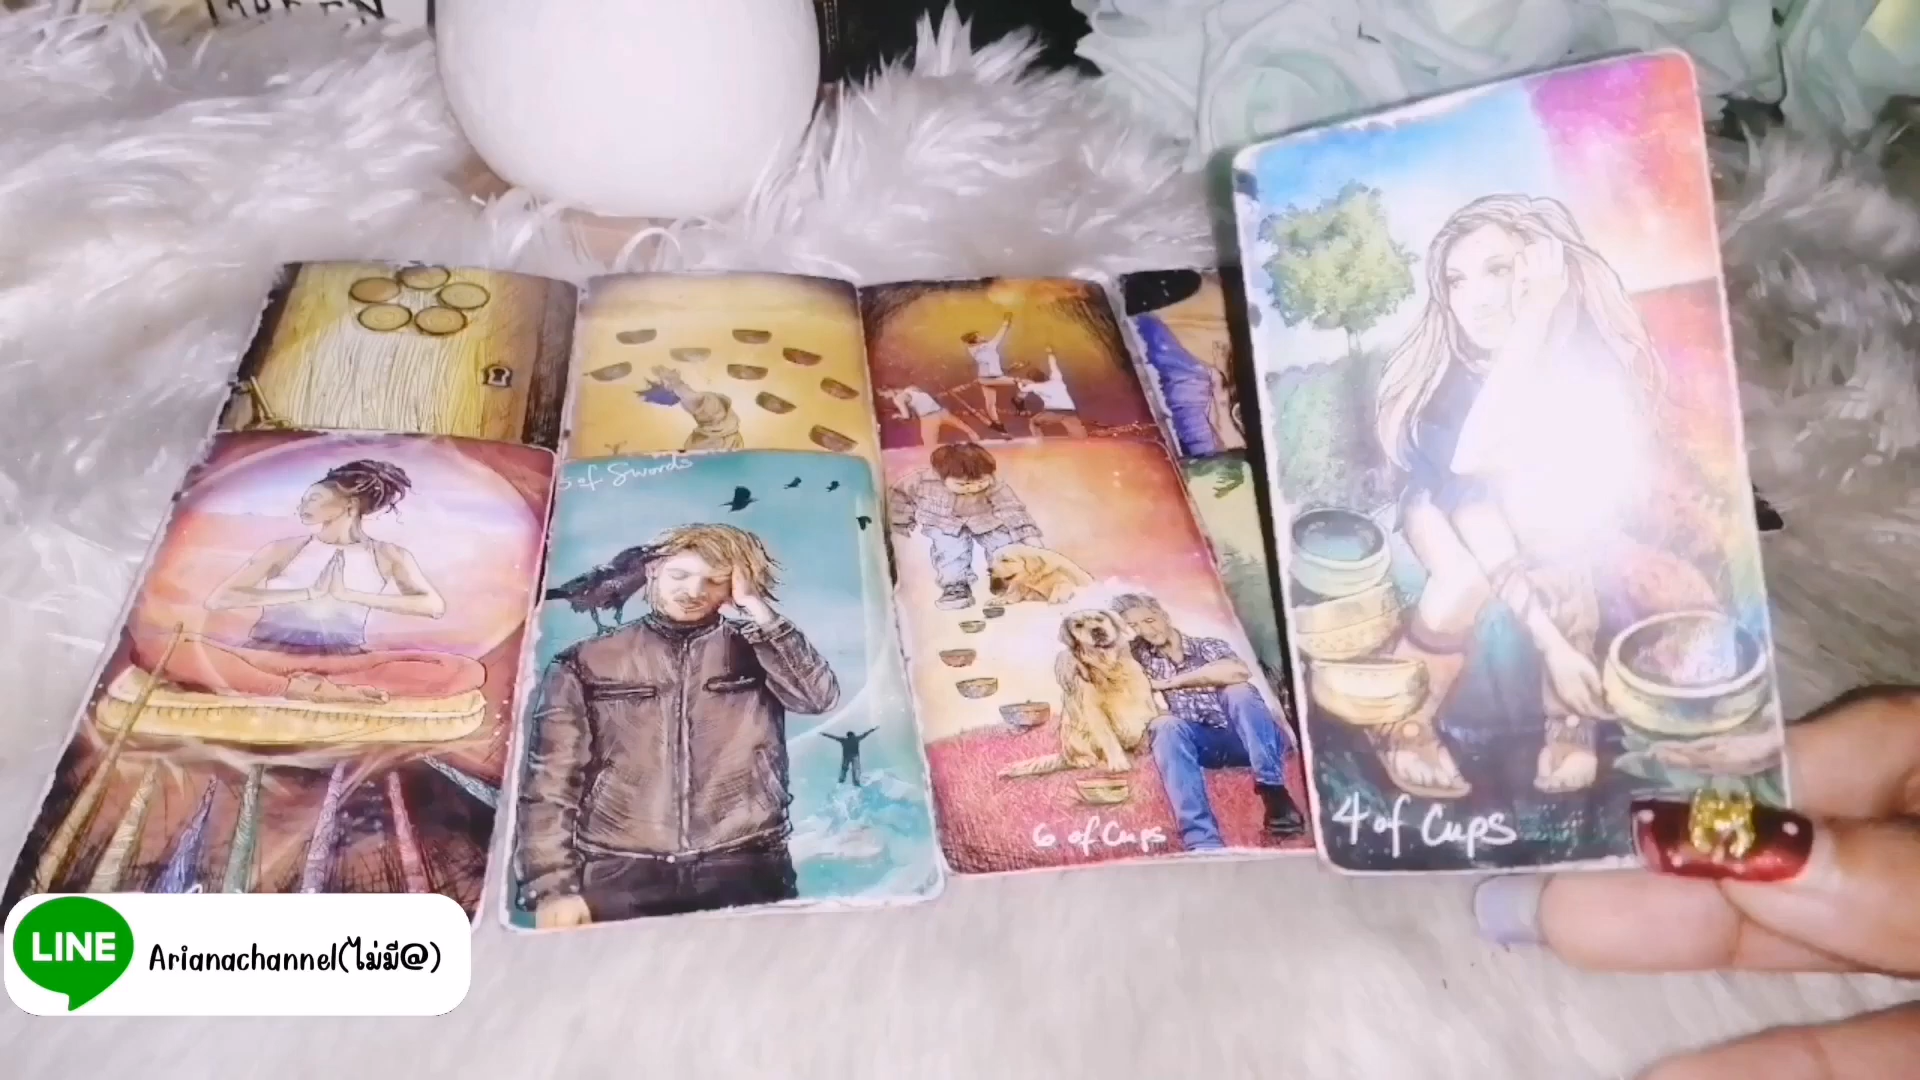 5 of Swords
6 of Cups
4 of Cups
LINE
Arianachannel(ไม่มี@)